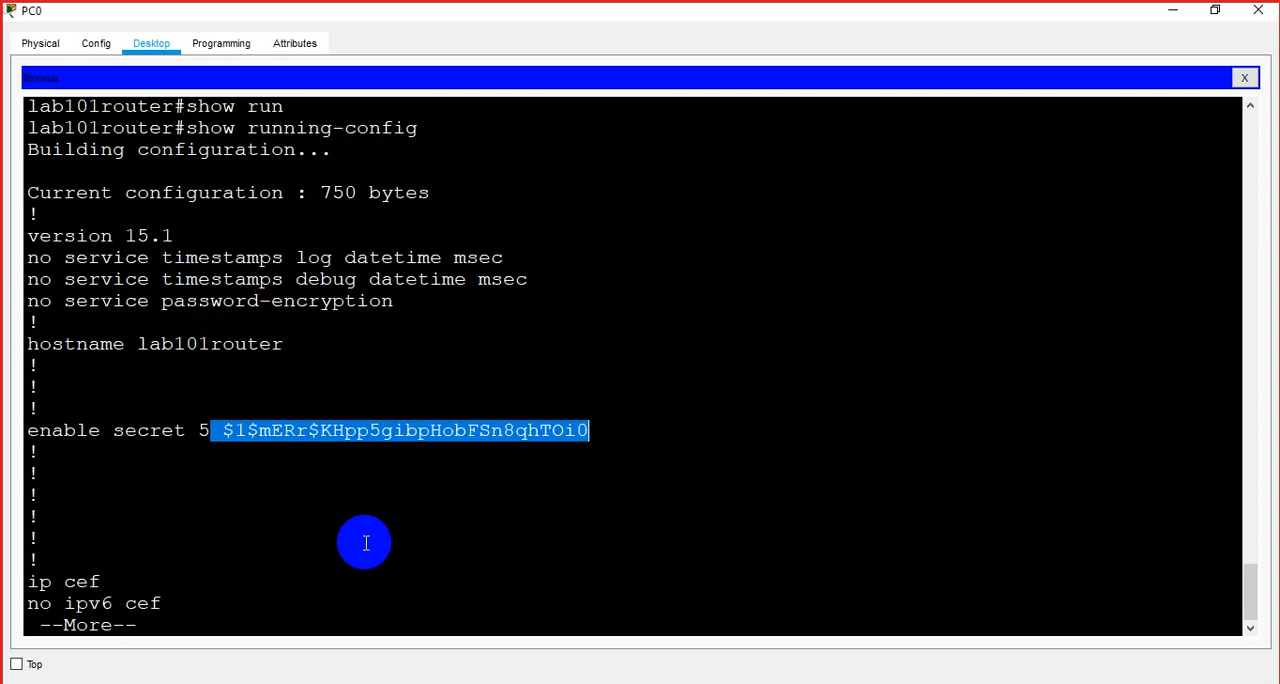 PC0
Physical Config Desktop Programming Attributes
Terminal
X
lab101router#show run
lab101router#show running-config
Building configuration...
Current configuration : 750 bytes
!
version 15.1
no service timestamps log datetime msec
no service timestamps debug datetime msec
no service password-encryption
!
hostname lab101router
!
!
!
enable secret 5 $1$mERr$KHpp5gibpHobFSn8qhTOi0
!
!
!
!
!
!
ip cef
no ipv6 cef
--More--
Top